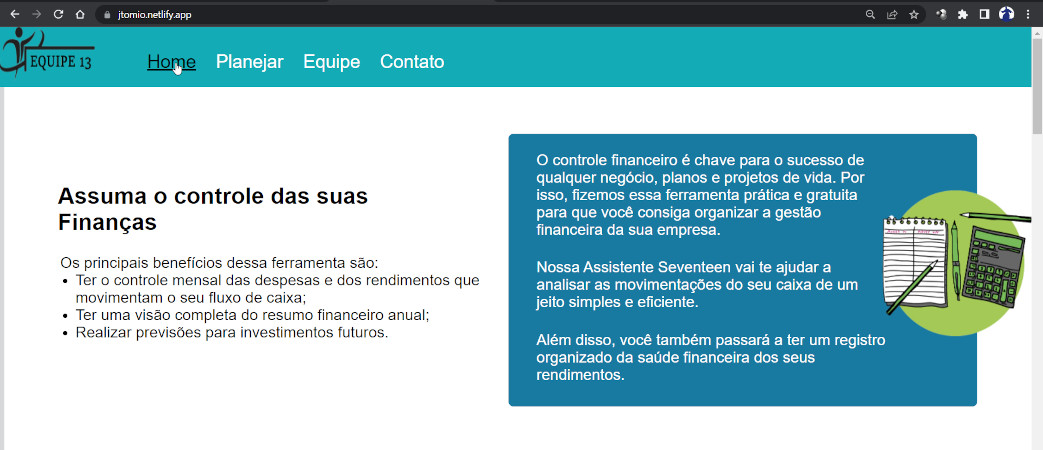 jtomio.netlify.app
EQUIPE 13
Home Planejar Equipe Contato
Assuma o controle das suas
Finanças
Os principais benefícios dessa ferramenta são:
• Ter o controle mensal das despesas e dos rendimentos que
movimentam o seu fluxo de caixa;
• Ter uma visão completa do resumo financeiro anual;
• Realizar previsões para investimentos futuros.
O controle financeiro é chave para o sucesso de
qualquer negócio, planos e projetos de vida. Por
isso, fizemos essa ferramenta prática e gratuita
para que você consiga organizar a gestão
financeira da sua empresa.
Nossa Assistente Seventeen vai te ajudar a
analisar as movimentações do seu caixa de um
jeito simples e eficiente.
Além disso, você também passará a ter um registro
organizado da saúde financeira dos seus
rendimentos.